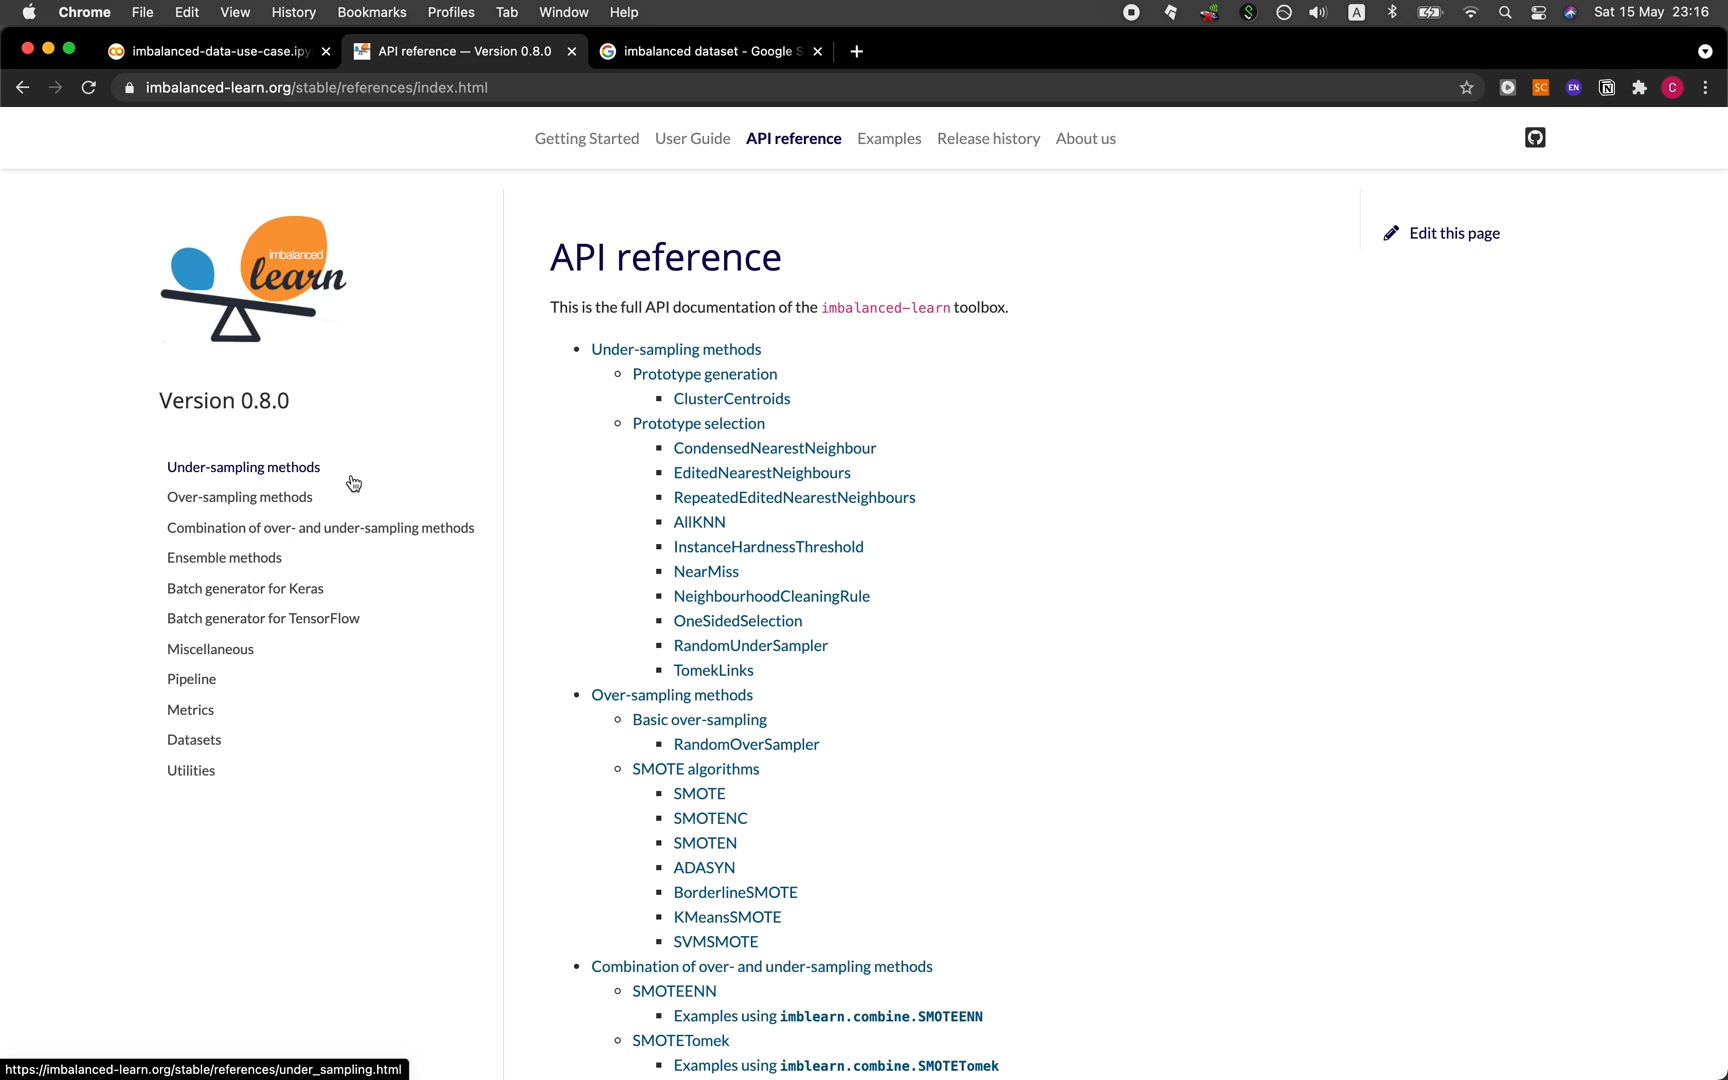 Chrome File Edit View History Bookmarks Profiles Tab Window Help A Sat 15 May 23:16
imbalanced-data-use-case.ipy API reference — Version 0.8.0 imbalanced dataset - Google S
imbalanced-learn.org/stable/references/index.html SC EN C
Getting Started User Guide API reference Examples Release history About us
imbalanced
learn
Version 0.8.0
Under-sampling methods
Over-sampling methods
Combination of over- and under-sampling methods
Ensemble methods
Batch generator for Keras
Batch generator for TensorFlow
Miscellaneous
Pipeline
Metrics
Datasets
Utilities
API reference
This is the full API documentation of the imbalanced-learn toolbox.
Under-sampling methods
Prototype generation
ClusterCentroids
Prototype selection
CondensedNearestNeighbour
EditedNearestNeighbours
RepeatedEditedNearestNeighbours
AllKNN
InstanceHardnessThreshold
NearMiss
NeighbourhoodCleaningRule
OneSidedSelection
RandomUnderSampler
TomekLinks
Over-sampling methods
Basic over-sampling
RandomOverSampler
SMOTE algorithms
SMOTE
SMOTENC
SMOTEN
ADASYN
BorderlineSMOTE
KMeansSMOTE
SVMSMOTE
Combination of over- and under-sampling methods
SMOTEENN
Examples using imblearn.combine.SMOTEENN
SMOTETomek
Examples using imblearn.combine.SMOTETomek
Edit this page
https://imbalanced-learn.org/stable/references/under_sampling.html